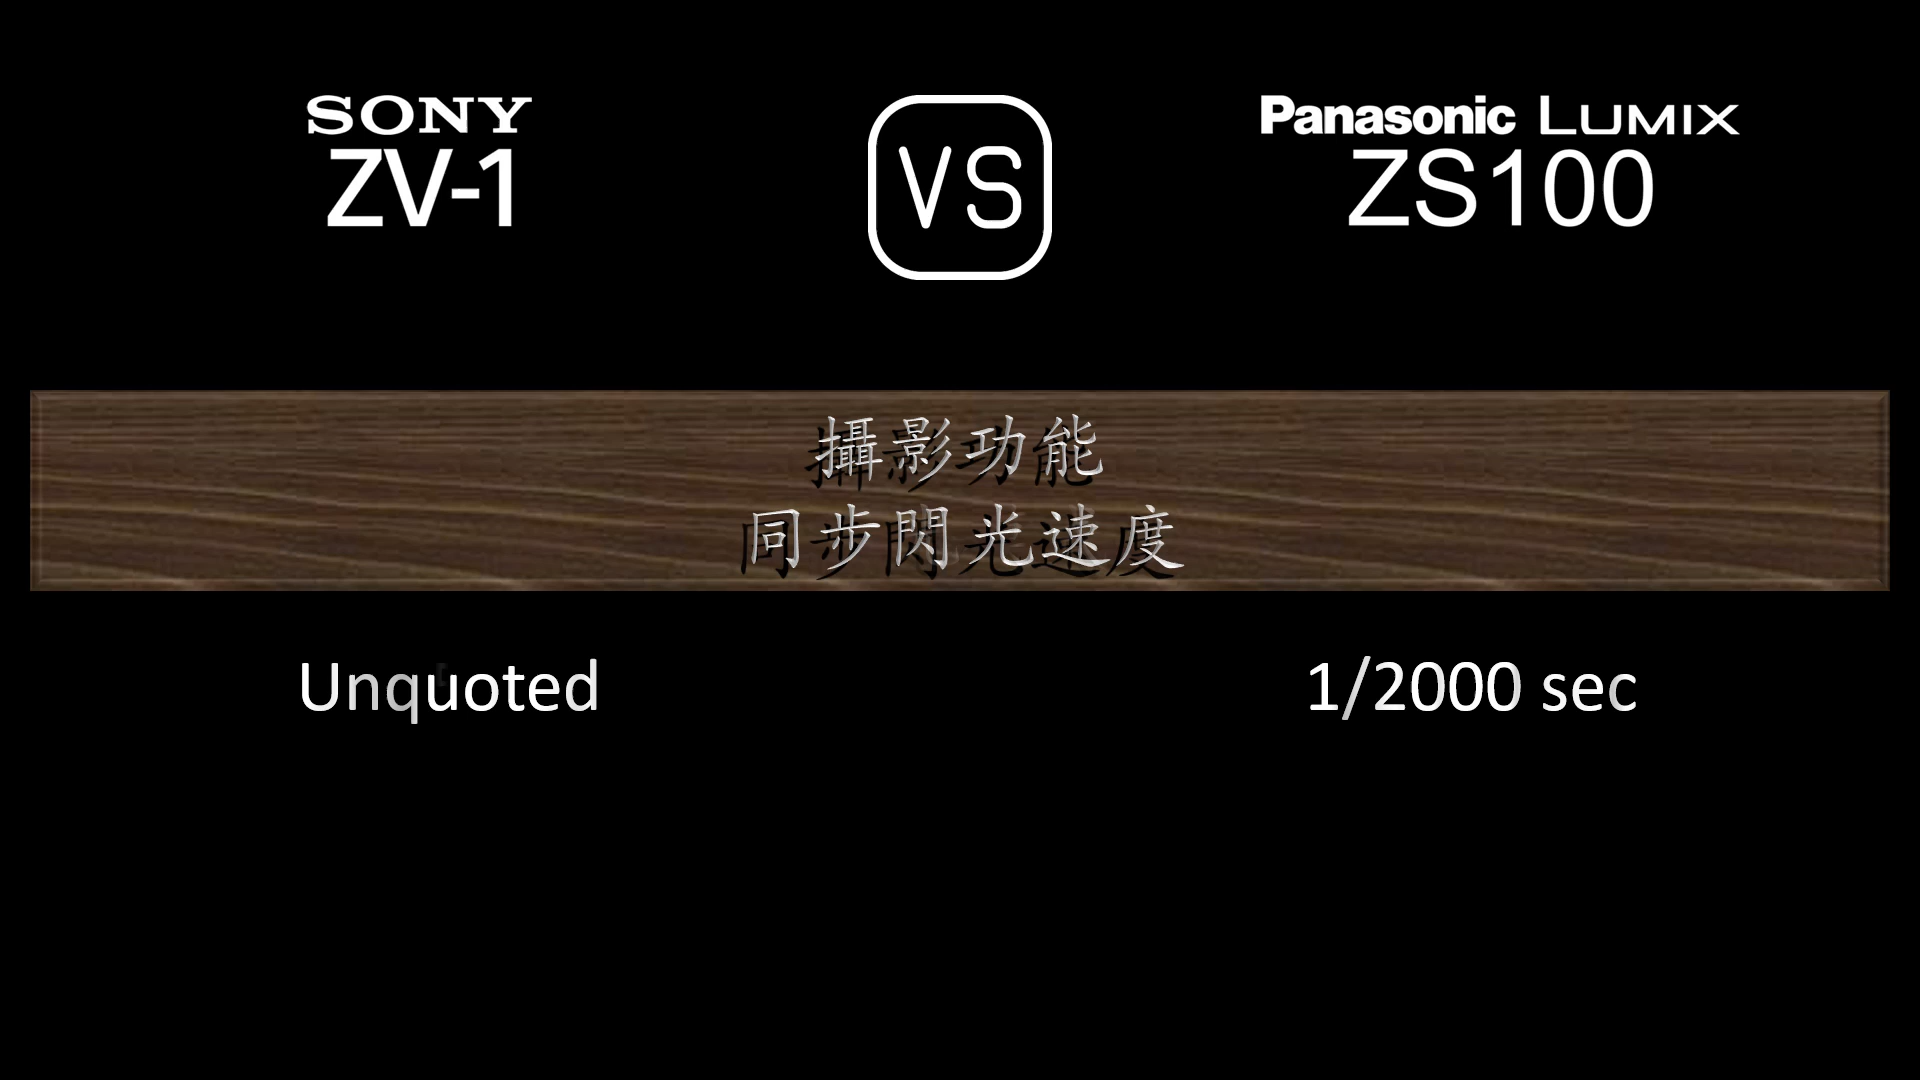 SONY
ZV-1
VS
Panasonic LUMIX
ZS100
攝影功能
同步閃光速度
Unquoted
1/2000 sec